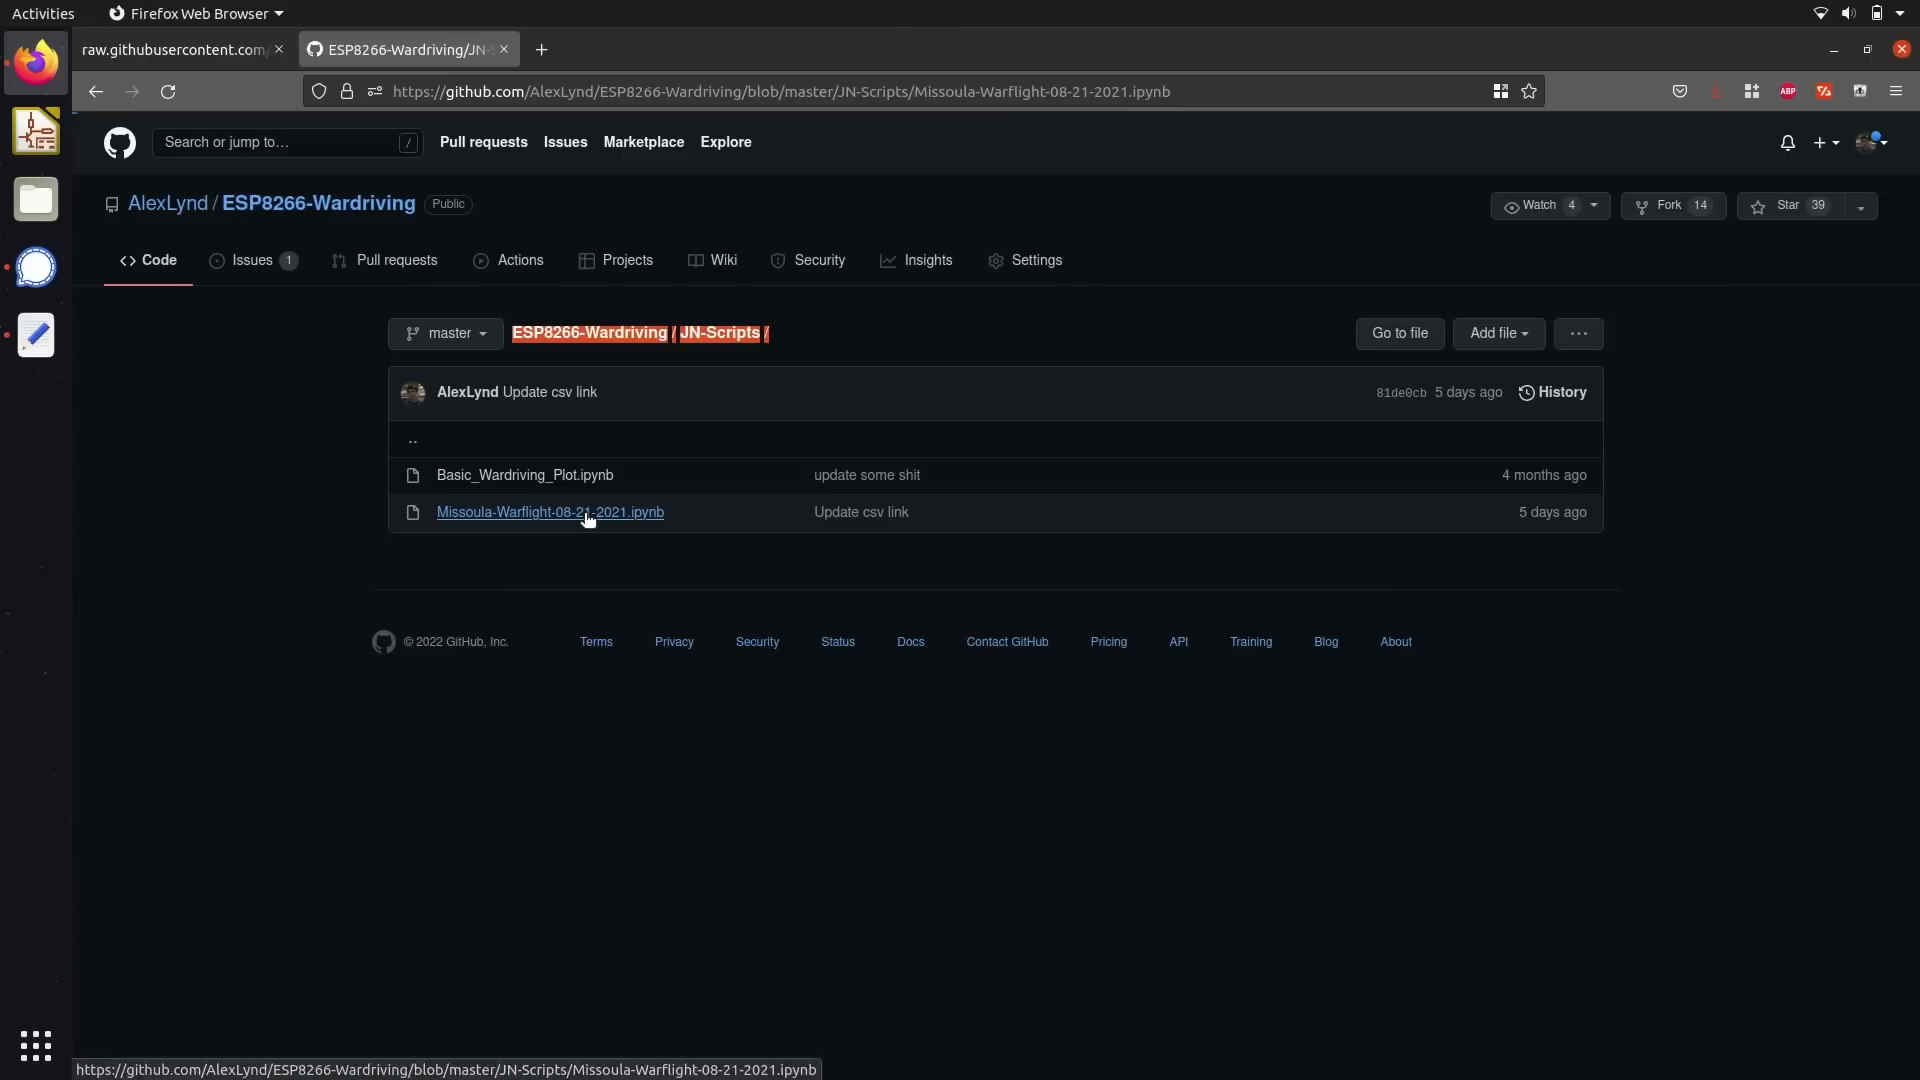 Activities Firefox Web Browser
raw.githubusercontent.com/ ESP8266-Wardriving/JN-S
https://github.com/AlexLynd/ESP8266-Wardriving/blob/master/JN-Scripts/Missoula-Warflight-08-21-2021.ipynb ABP
Search or jump to… / Pull requests Issues Marketplace Explore
AlexLynd / ESP8266-Wardriving Public Watch 4 Fork 14 Star 39
Code Issues 1 Pull requests Actions Projects Wiki Security Insights Settings
master ESP8266-Wardriving / JN-Scripts / Go to file Add file ...
AlexLynd Update csv link 81de0cb 5 days ago History
..
Basic_Wardriving_Plot.ipynb update some shit 4 months ago
Missoula-Warflight-08-21-2021.ipynb Update csv link 5 days ago
© 2022 GitHub, Inc. Terms Privacy Security Status Docs Contact GitHub Pricing API Training Blog About
https://github.com/AlexLynd/ESP8266-Wardriving/blob/master/JN-Scripts/Missoula-Warflight-08-21-2021.ipynb